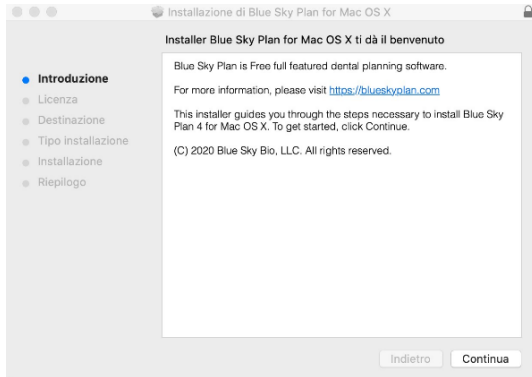 Installazione di Blue Sky Plan for Mac OS X
Installer Blue Sky Plan for Mac OS X ti dà il benvenuto
Introduzione
Licenza
Destinazione
Tipo installazione
Installazione
Riepilogo
Blue Sky Plan is Free full featured dental planning software.
For more information, please visit https://blueskyplan.com
This installer guides you through the steps necessary to install Blue Sky
Plan 4 for Mac OS X. To get started, click Continue.
(C) 2020 Blue Sky Bio, LLC. All rights reserved.
Indietro
Continua